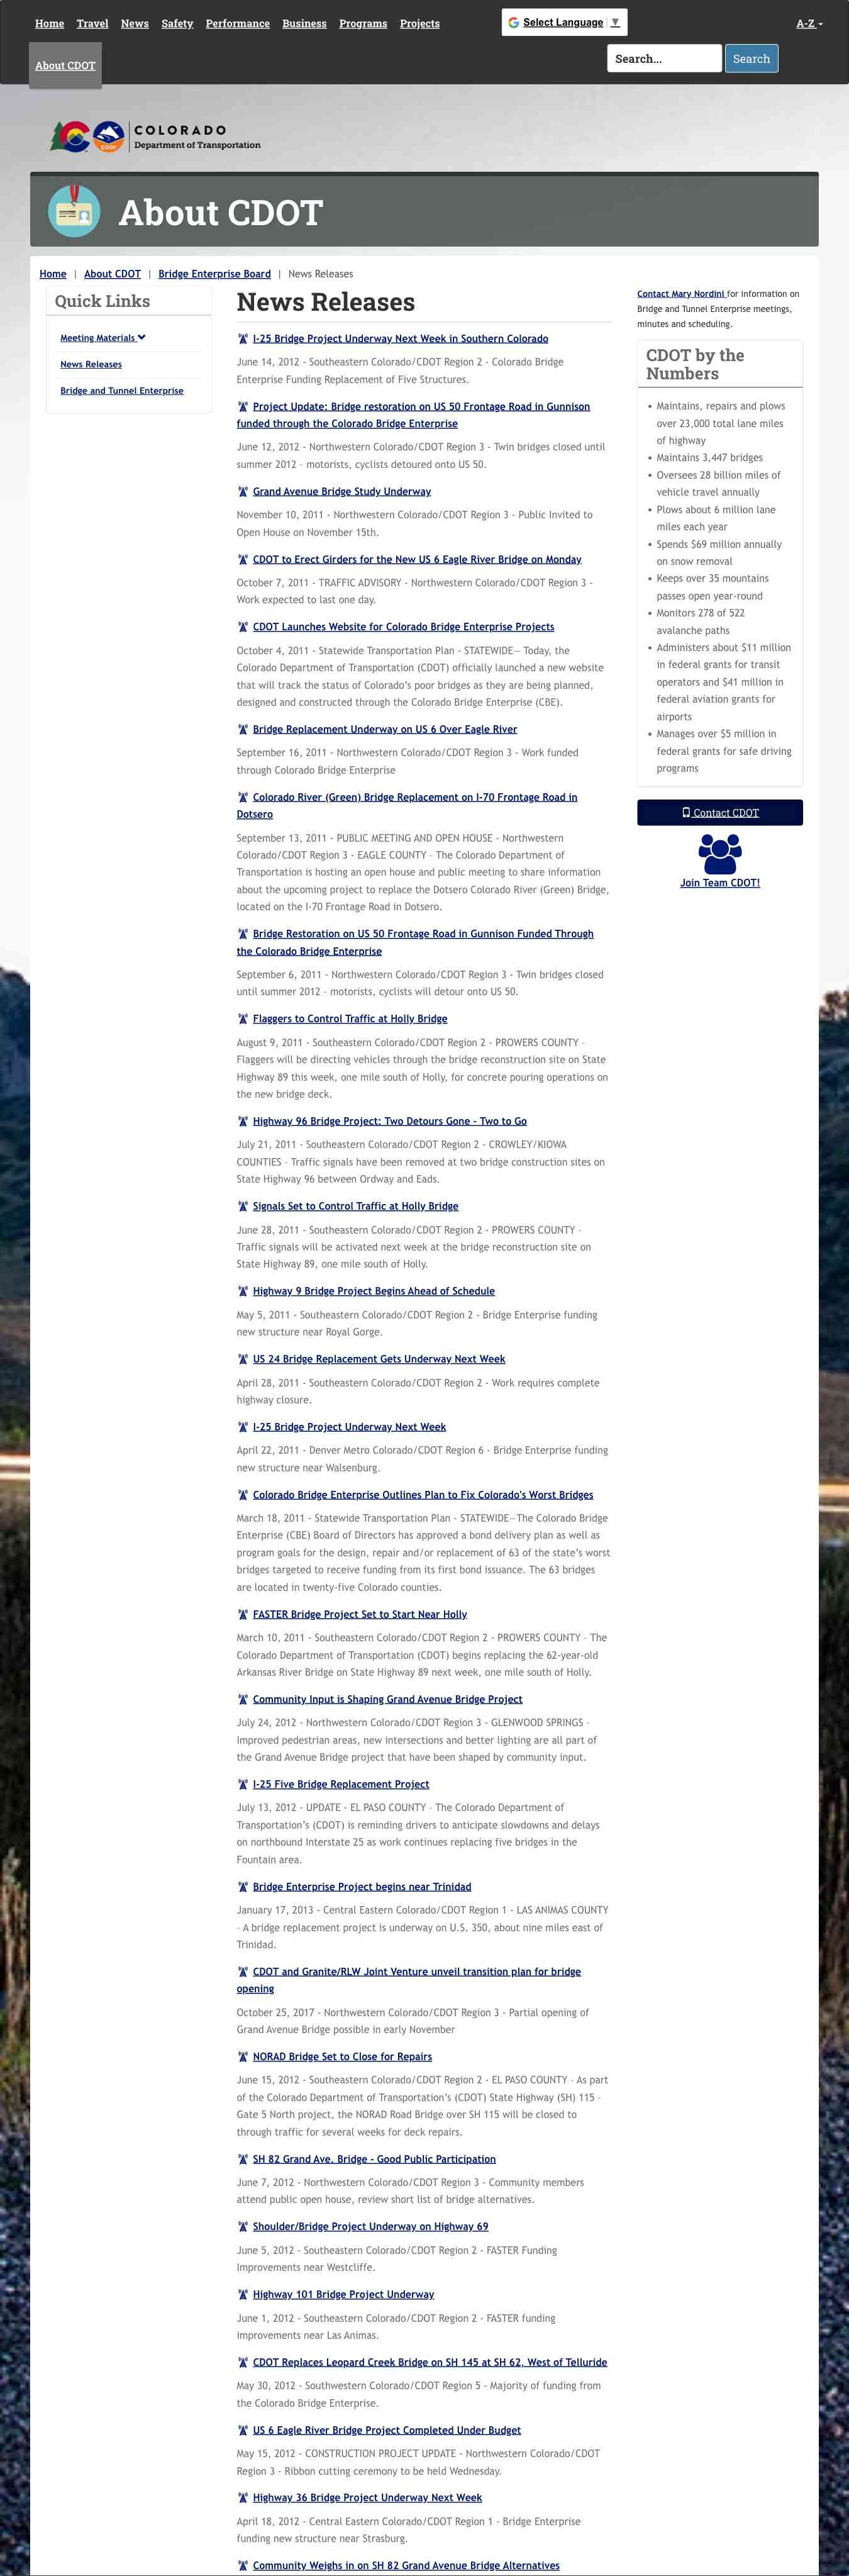 Home Travel News Safety Performance Business Programs Projects
Select Language ▼
A-Z
About CDOT
Search...
Search
COLORADO
Department of Transportation
CDOT
About CDOT
Home | About CDOT | Bridge Enterprise Board | News Releases
Quick Links
Meeting Materials
News Releases
Bridge and Tunnel Enterprise
News Releases
I-25 Bridge Project Underway Next Week in Southern Colorado
June 14, 2012 - Southeastern Colorado/CDOT Region 2 - Colorado Bridge
Enterprise Funding Replacement of Five Structures.
Project Update: Bridge restoration on US 50 Frontage Road in Gunnison
funded through the Colorado Bridge Enterprise
June 12, 2012 - Northwestern Colorado/CDOT Region 3 - Twin bridges closed until
summer 2012 – motorists, cyclists detoured onto US 50.
Grand Avenue Bridge Study Underway
November 10, 2011 - Northwestern Colorado/CDOT Region 3 - Public Invited to
Open House on November 15th.
CDOT to Erect Girders for the New US 6 Eagle River Bridge on Monday
October 7, 2011 - TRAFFIC ADVISORY - Northwestern Colorado/CDOT Region 3 -
Work expected to last one day.
CDOT Launches Website for Colorado Bridge Enterprise Projects
October 4, 2011 - Statewide Transportation Plan - STATEWIDE— Today, the
Colorado Department of Transportation (CDOT) officially launched a new website
that will track the status of Colorado’s poor bridges as they are being planned,
designed and constructed through the Colorado Bridge Enterprise (CBE).
Bridge Replacement Underway on US 6 Over Eagle River
September 16, 2011 - Northwestern Colorado/CDOT Region 3 - Work funded
through Colorado Bridge Enterprise
Colorado River (Green) Bridge Replacement on I-70 Frontage Road in
Dotsero
September 13, 2011 - PUBLIC MEETING AND OPEN HOUSE - Northwestern
Colorado/CDOT Region 3 - EAGLE COUNTY – The Colorado Department of
Transportation is hosting an open house and public meeting to share information
about the upcoming project to replace the Dotsero Colorado River (Green) Bridge,
located on the I-70 Frontage Road in Dotsero.
Bridge Restoration on US 50 Frontage Road in Gunnison Funded Through
the Colorado Bridge Enterprise
September 6, 2011 - Northwestern Colorado/CDOT Region 3 - Twin bridges closed
until summer 2012 – motorists, cyclists will detour onto US 50.
Flaggers to Control Traffic at Holly Bridge
August 9, 2011 - Southeastern Colorado/CDOT Region 2 - PROWERS COUNTY –
Flaggers will be directing vehicles through the bridge reconstruction site on State
Highway 89 this week, one mile south of Holly, for concrete pouring operations on
the new bridge deck.
Highway 96 Bridge Project: Two Detours Gone - Two to Go
July 21, 2011 - Southeastern Colorado/CDOT Region 2 - CROWLEY/KIOWA
COUNTIES – Traffic signals have been removed at two bridge construction sites on
State Highway 96 between Ordway and Eads.
Signals Set to Control Traffic at Holly Bridge
June 28, 2011 - Southeastern Colorado/CDOT Region 2 - PROWERS COUNTY –
Traffic signals will be activated next week at the bridge reconstruction site on
State Highway 89, one mile south of Holly.
Highway 9 Bridge Project Begins Ahead of Schedule
May 5, 2011 - Southeastern Colorado/CDOT Region 2 - Bridge Enterprise funding
new structure near Royal Gorge.
US 24 Bridge Replacement Gets Underway Next Week
April 28, 2011 - Southeastern Colorado/CDOT Region 2 - Work requires complete
highway closure.
I-25 Bridge Project Underway Next Week
April 22, 2011 - Denver Metro Colorado/CDOT Region 6 - Bridge Enterprise funding
new structure near Walsenburg.
Colorado Bridge Enterprise Outlines Plan to Fix Colorado's Worst Bridges
March 18, 2011 - Statewide Transportation Plan - STATEWIDE—The Colorado Bridge
Enterprise (CBE) Board of Directors has approved a bond delivery plan as well as
program goals for the design, repair and/or replacement of 63 of the state’s worst
bridges targeted to receive funding from its first bond issuance. The 63 bridges
are located in twenty-five Colorado counties.
FASTER Bridge Project Set to Start Near Holly
March 10, 2011 - Southeastern Colorado/CDOT Region 2 - PROWERS COUNTY – The
Colorado Department of Transportation (CDOT) begins replacing the 62-year-old
Arkansas River Bridge on State Highway 89 next week, one mile south of Holly.
Community Input is Shaping Grand Avenue Bridge Project
July 24, 2012 - Northwestern Colorado/CDOT Region 3 - GLENWOOD SPRINGS –
Improved pedestrian areas, new intersections and better lighting are all part of
the Grand Avenue Bridge project that have been shaped by community input.
I-25 Five Bridge Replacement Project
July 13, 2012 - UPDATE - EL PASO COUNTY – The Colorado Department of
Transportation’s (CDOT) is reminding drivers to anticipate slowdowns and delays
on northbound Interstate 25 as work continues replacing five bridges in the
Fountain area.
Bridge Enterprise Project begins near Trinidad
January 17, 2013 - Central Eastern Colorado/CDOT Region 1 - LAS ANIMAS COUNTY
– A bridge replacement project is underway on U.S. 350, about nine miles east of
Trinidad.
CDOT and Granite/RLW Joint Venture unveil transition plan for bridge
opening
October 25, 2017 - Northwestern Colorado/CDOT Region 3 - Partial opening of
Grand Avenue Bridge possible in early November
NORAD Bridge Set to Close for Repairs
June 15, 2012 - Southeastern Colorado/CDOT Region 2 - EL PASO COUNTY – As part
of the Colorado Department of Transportation’s (CDOT) State Highway (SH) 115 –
Gate 5 North project, the NORAD Road Bridge over SH 115 will be closed to
through traffic for several weeks for deck repairs.
SH 82 Grand Ave. Bridge - Good Public Participation
June 7, 2012 - Northwestern Colorado/CDOT Region 3 - Community members
attend public open house, review short list of bridge alternatives.
Shoulder/Bridge Project Underway on Highway 69
June 5, 2012 - Southeastern Colorado/CDOT Region 2 - FASTER Funding
Improvements near Westcliffe.
Highway 101 Bridge Project Underway
June 1, 2012 - Southeastern Colorado/CDOT Region 2 - FASTER funding
improvements near Las Animas.
CDOT Replaces Leopard Creek Bridge on SH 145 at SH 62, West of Telluride
May 30, 2012 - Southwestern Colorado/CDOT Region 5 - Majority of funding from
the Colorado Bridge Enterprise.
US 6 Eagle River Bridge Project Completed Under Budget
May 15, 2012 - CONSTRUCTION PROJECT UPDATE - Northwestern Colorado/CDOT
Region 3 - Ribbon cutting ceremony to be held Wednesday.
Highway 36 Bridge Project Underway Next Week
April 18, 2012 - Central Eastern Colorado/CDOT Region 1 - Bridge Enterprise
funding new structure near Strasburg.
Community Weighs in on SH 82 Grand Avenue Bridge Alternatives
Contact Mary Nordini for information on
Bridge and Tunnel Enterprise meetings,
minutes and scheduling.
CDOT by the
Numbers
• Maintains, repairs and plows
over 23,000 total lane miles
of highway
• Maintains 3,447 bridges
• Oversees 28 billion miles of
vehicle travel annually
• Plows about 6 million lane
miles each year
• Spends $69 million annually
on snow removal
• Keeps over 35 mountains
passes open year-round
• Monitors 278 of 522
avalanche paths
• Administers about $11 million
in federal grants for transit
operators and $41 million in
federal aviation grants for
airports
• Manages over $5 million in
federal grants for safe driving
programs
Contact CDOT
Join Team CDOT!